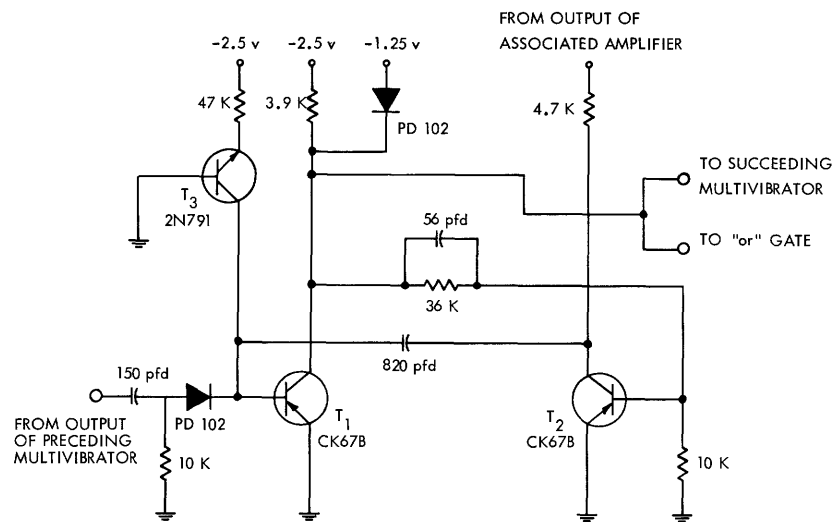 FROM OUTPUT OF
ASSOCIATED AMPLIFIER
-2.5 v
-2.5 v
-1.25 v
47 K
3.9 K
PD 102
4.7 K
T3
2N791
TO SUCCEEDING
MULTIVIBRATOR
TO "or" GATE
56 pfd
36 K
820 pfd
150 pfd
PD 102
FROM OUTPUT
OF PRECEDING
MULTIVIBRATOR
10 K
T1
CK67B
T2
CK67B
10 K